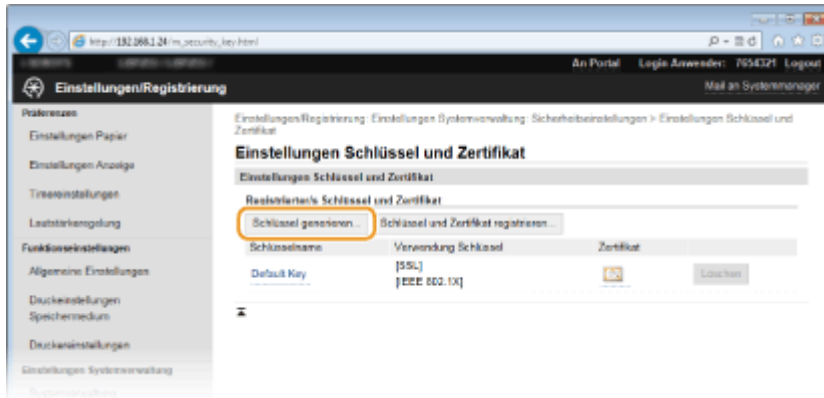 http://192.168.1.24/m_security_key.html
An Portal Login Anwender: 7654321 Logout
Einstellungen/Registrierung
Mail an Systemmanager
Präferenzen
Einstellungen Papier
Einstellungen Anzeige
Timereinstellungen
Lautstärkeregelung
Funktionseinstellungen
Allgemeine Einstellungen
Druckeinstellungen
Speichermedium
Druckereinstellungen
Einstellungen Systemverwaltung
Systemverwaltung
Einstellungen/Registrierung: Einstellungen Systemverwaltung: Sicherheitseinstellungen > Einstellungen Schlüssel und
Zertifikat
Einstellungen Schlüssel und Zertifikat
Einstellungen Schlüssel und Zertifikat
Registrierter/s Schlüssel und Zertifikat
Schlüssel generieren... Schlüssel und Zertifikat registrieren...
Schlüsselname Verwendung Schlüssel Zertifikat
Default Key
[SSL]
[IEEE 802.1X]
Löschen